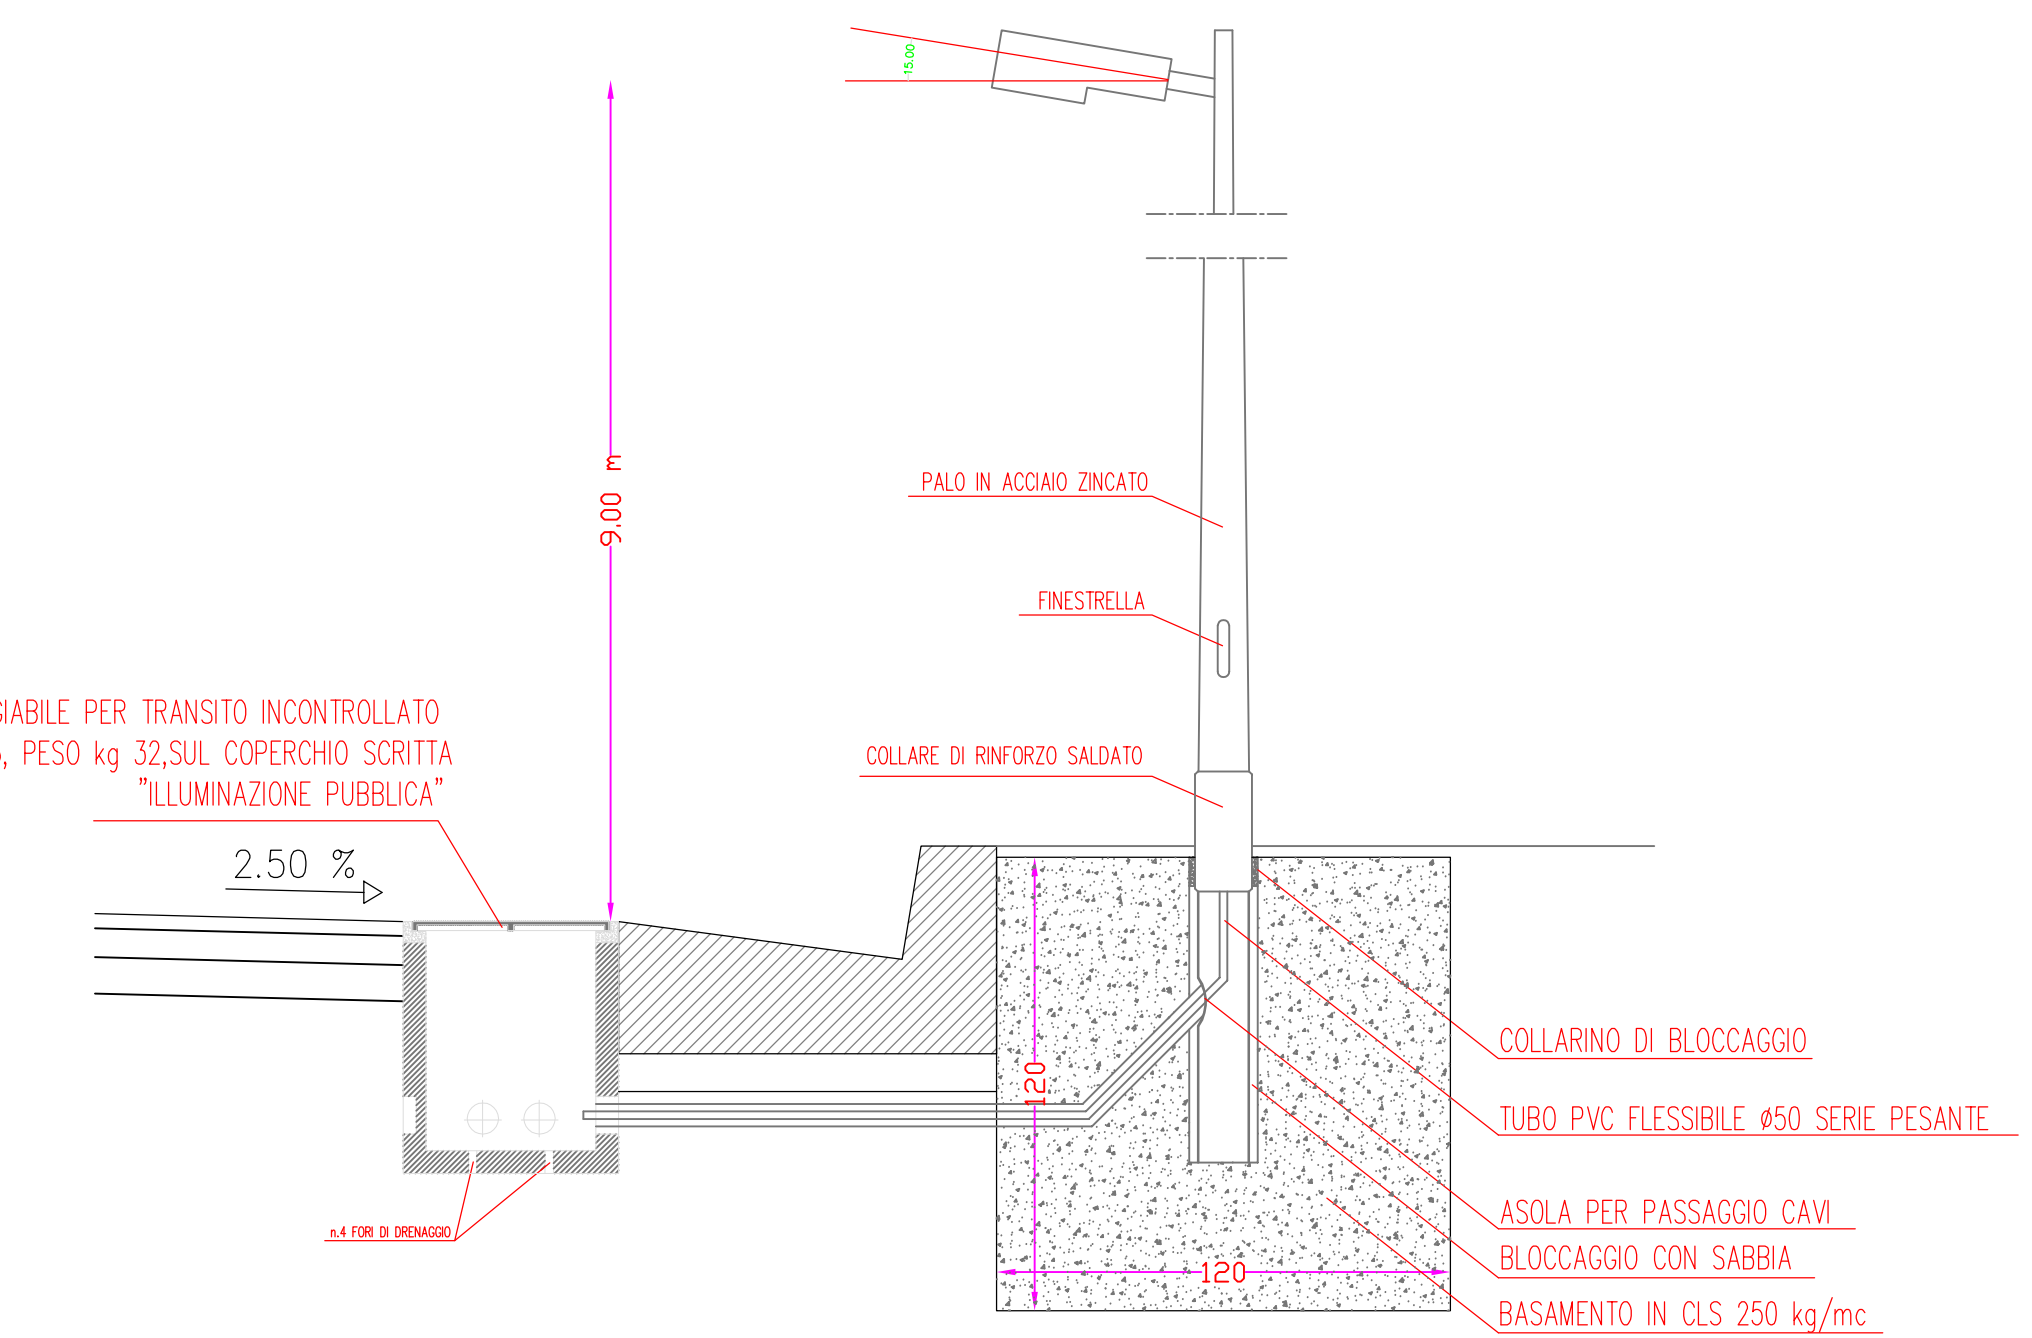 15.00
9.00 m
PALO IN ACCIAIO ZINCATO
FINESTRELLA
GIABILE PER TRANSITO INCONTROLLATO
, PESO kg 32,SUL COPERCHIO SCRITTA
"ILLUMINAZIONE PUBBLICA"
COLLARE DI RINFORZO SALDATO
2.50 %
COLLARINO DI BLOCCAGGIO
120
TUBO PVC FLESSIBILE Ø50 SERIE PESANTE
ASOLA PER PASSAGGIO CAVI
n.4 FORI DI DRENAGGIO
BLOCCAGGIO CON SABBIA
120
BASAMENTO IN CLS 250 kg/mc